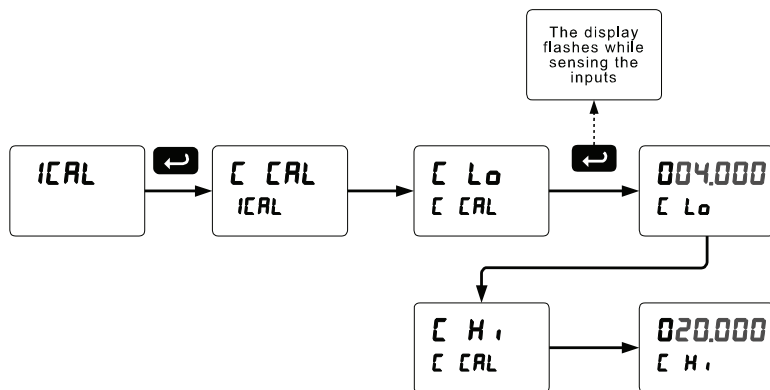 The display
flashes while
sensing the
inputs
ICAL
C CAL
ICAL
C Lo
C CAL
004.000
C Lo
C Hi
C CAL
020.000
C Hi